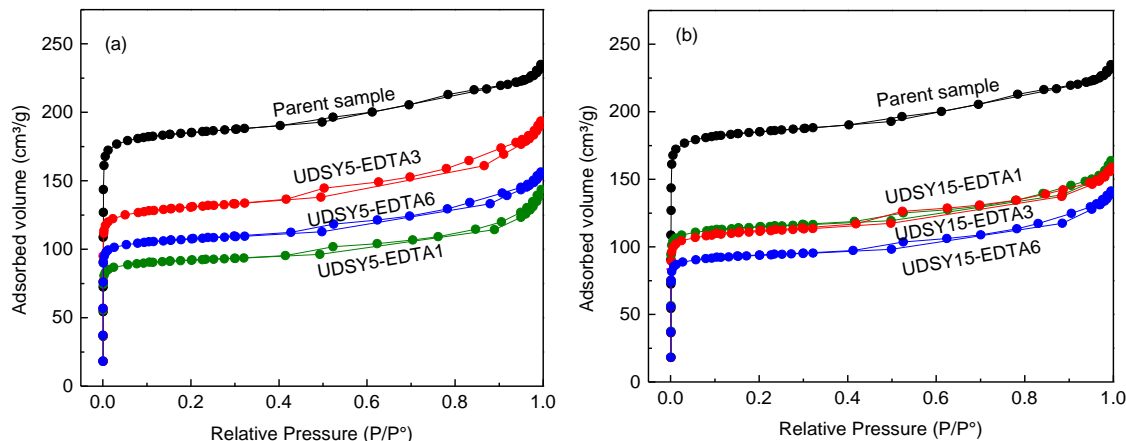 (a)
250
200
150
100
50
0
Adsorbed volume (cm³/g)
Parent sample
UDSY5-EDTA3
UDSY5-EDTA6
UDSY5-EDTA1
0.0 0.2 0.4 0.6 0.8 1.0
Relative Pressure (P/P°)
(b)
250
200
150
100
50
0
Adsorbed volume (cm³/g)
Parent sample
UDSY15-EDTA1
UDSY15-EDTA3
UDSY15-EDTA6
0.0 0.2 0.4 0.6 0.8 1.0
Relative Pressure (P/P°)